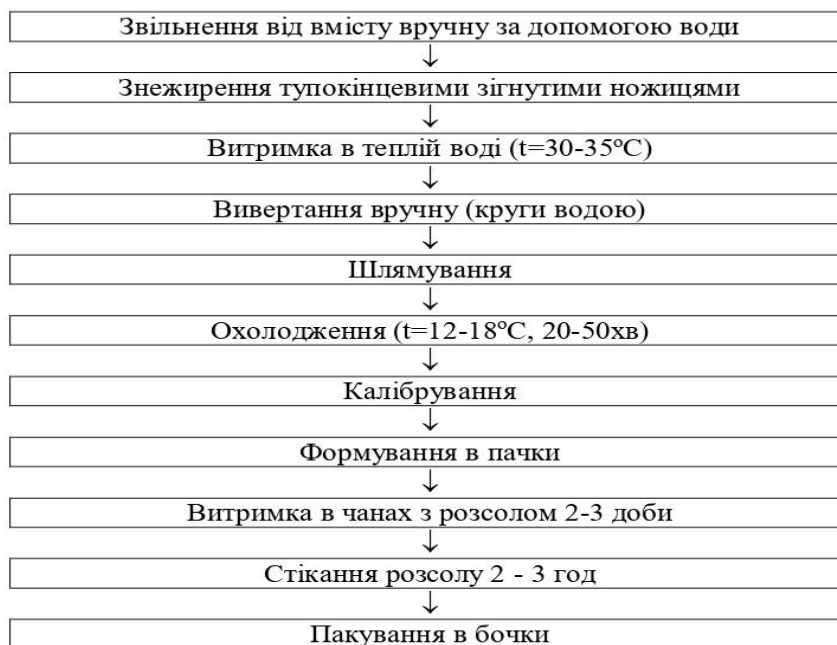 Звільнення від вмісту вручну за допомогою води
↓
Знежирення тупокінцевими зігнутими ножицями
↓
Витримка в теплій воді (t=30-35ºС)
↓
Вивертання вручну (круги водою)
↓
Шлямування
↓
Охолодження (t=12-18ºС, 20-50хв)
↓
Калібрування
↓
Формування в пачки
↓
Витримка в чанах з розсолом 2-3 доби
↓
Стікання розсолу 2 - 3 год
↓
Пакування в бочки